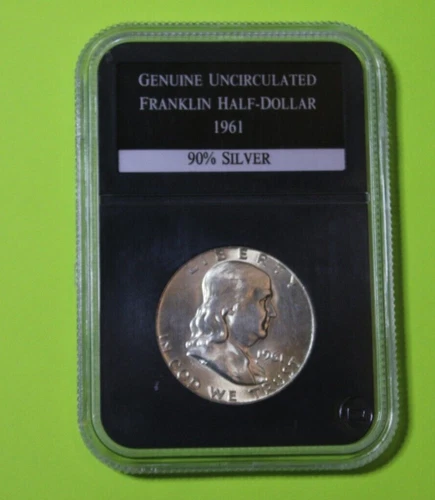 GENUINE UNCIRCULATED
FRANKLIN HALF-DOLLAR
1961
90% SILVER
LIBERTY
1961
IN GOD WE TRUST